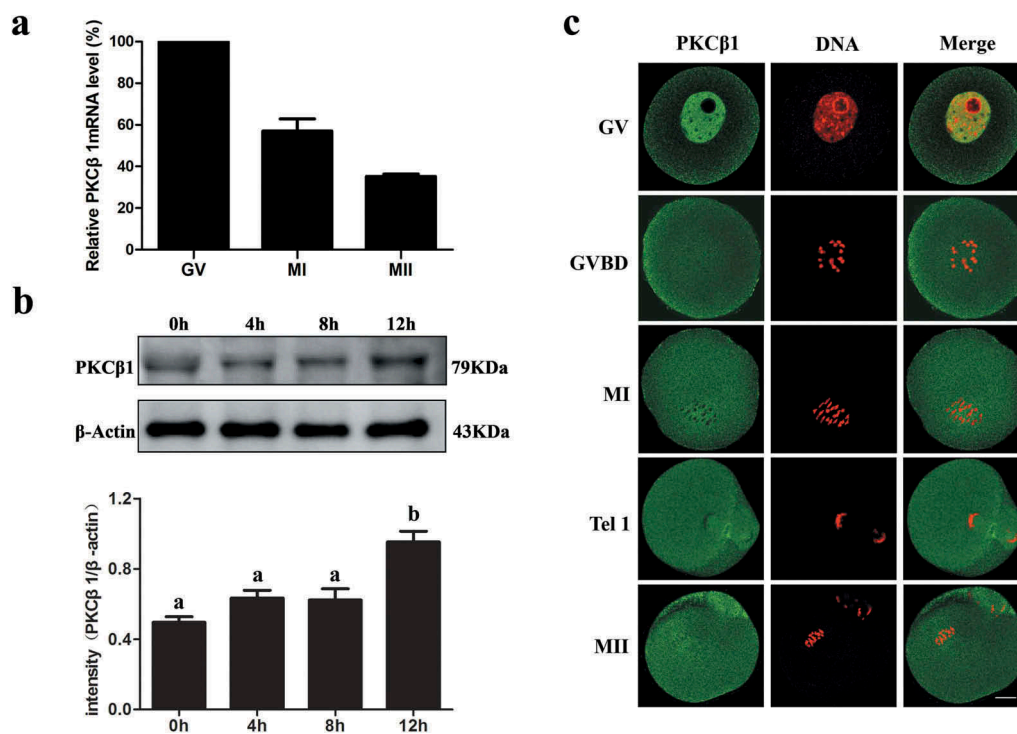 a
Relative PKCβ 1mRNA level (%)
100
80
60
40
20
0
GV MI MII
b
0h 4h 8h 12h
PKCβ1 79KDa
β-Actin 43KDa
intensity (PKCβ 1/β -actin)
1.2
0.8
0.4
0.0
a a a b
0h 4h 8h 12h
c
PKCβ1 DNA Merge
GV
GVBD
MI
Tel 1
MII